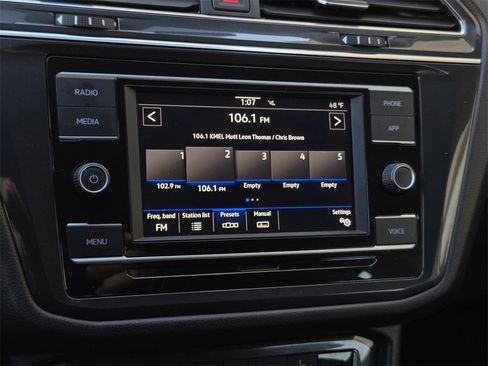 RADIO
MEDIA
MENU
PHONE
APP
VOICE
1:07
48 °F
< 106.1 FM >
106.1 KMEL Mott Leon Thomas / Chris Brown
1 2 3 4 5
102.9 FM 106.1 FM Empty Empty Empty
Freq. band Station list Presets Manual Settings
FM